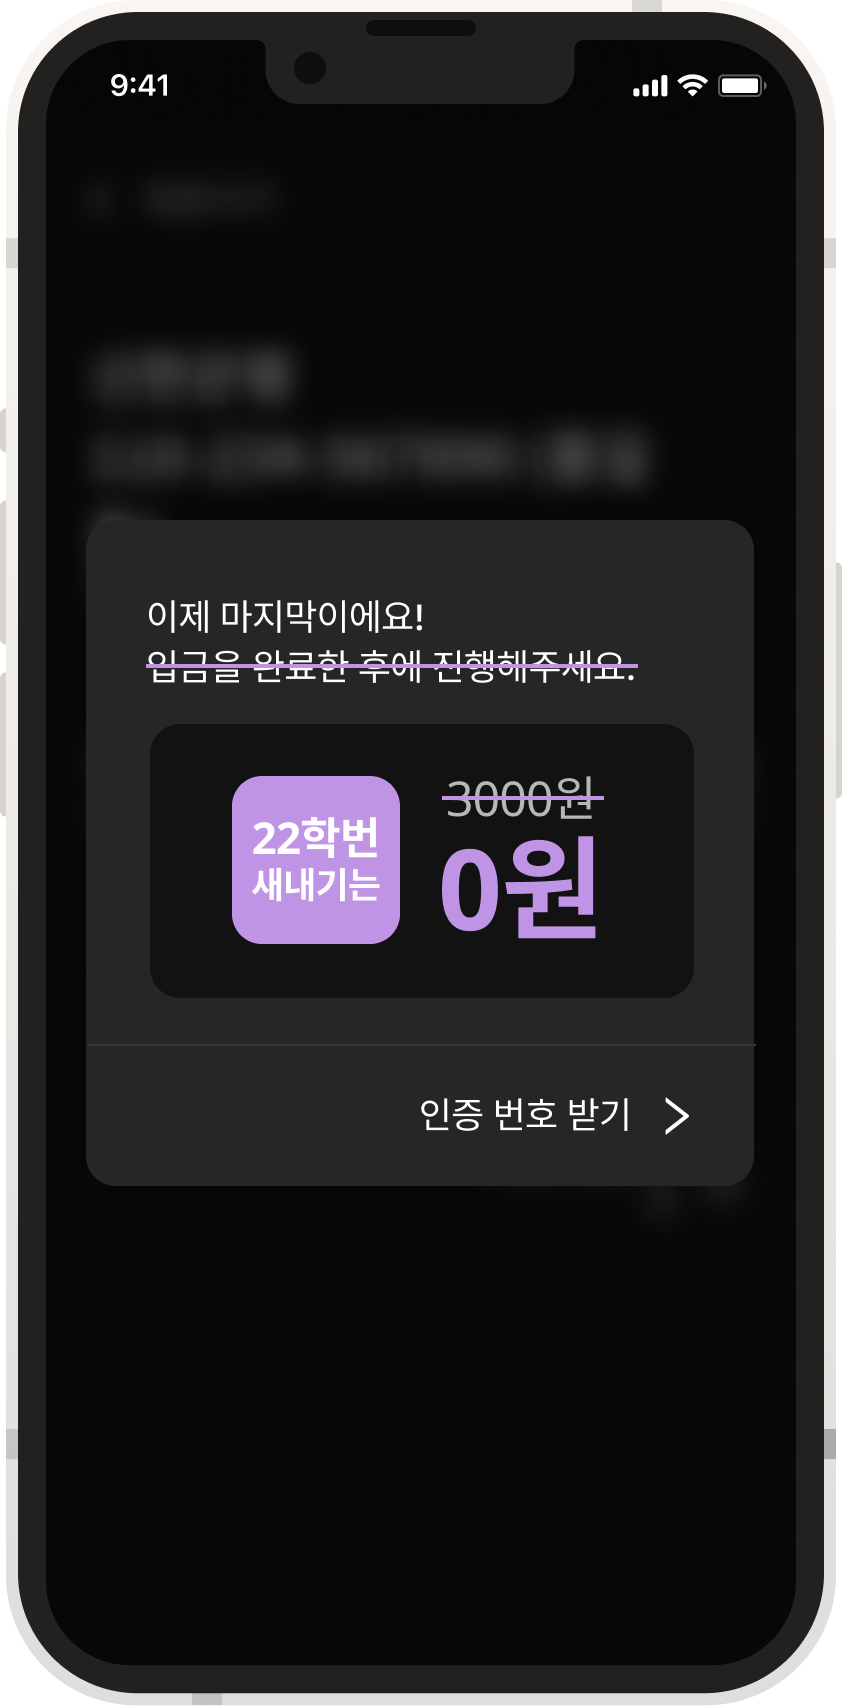 9:41
이제 마지막이에요!
입금을 완료한 후에 진행해주세요.
22학번
새내기는
3000원
0원
인증 번호 받기